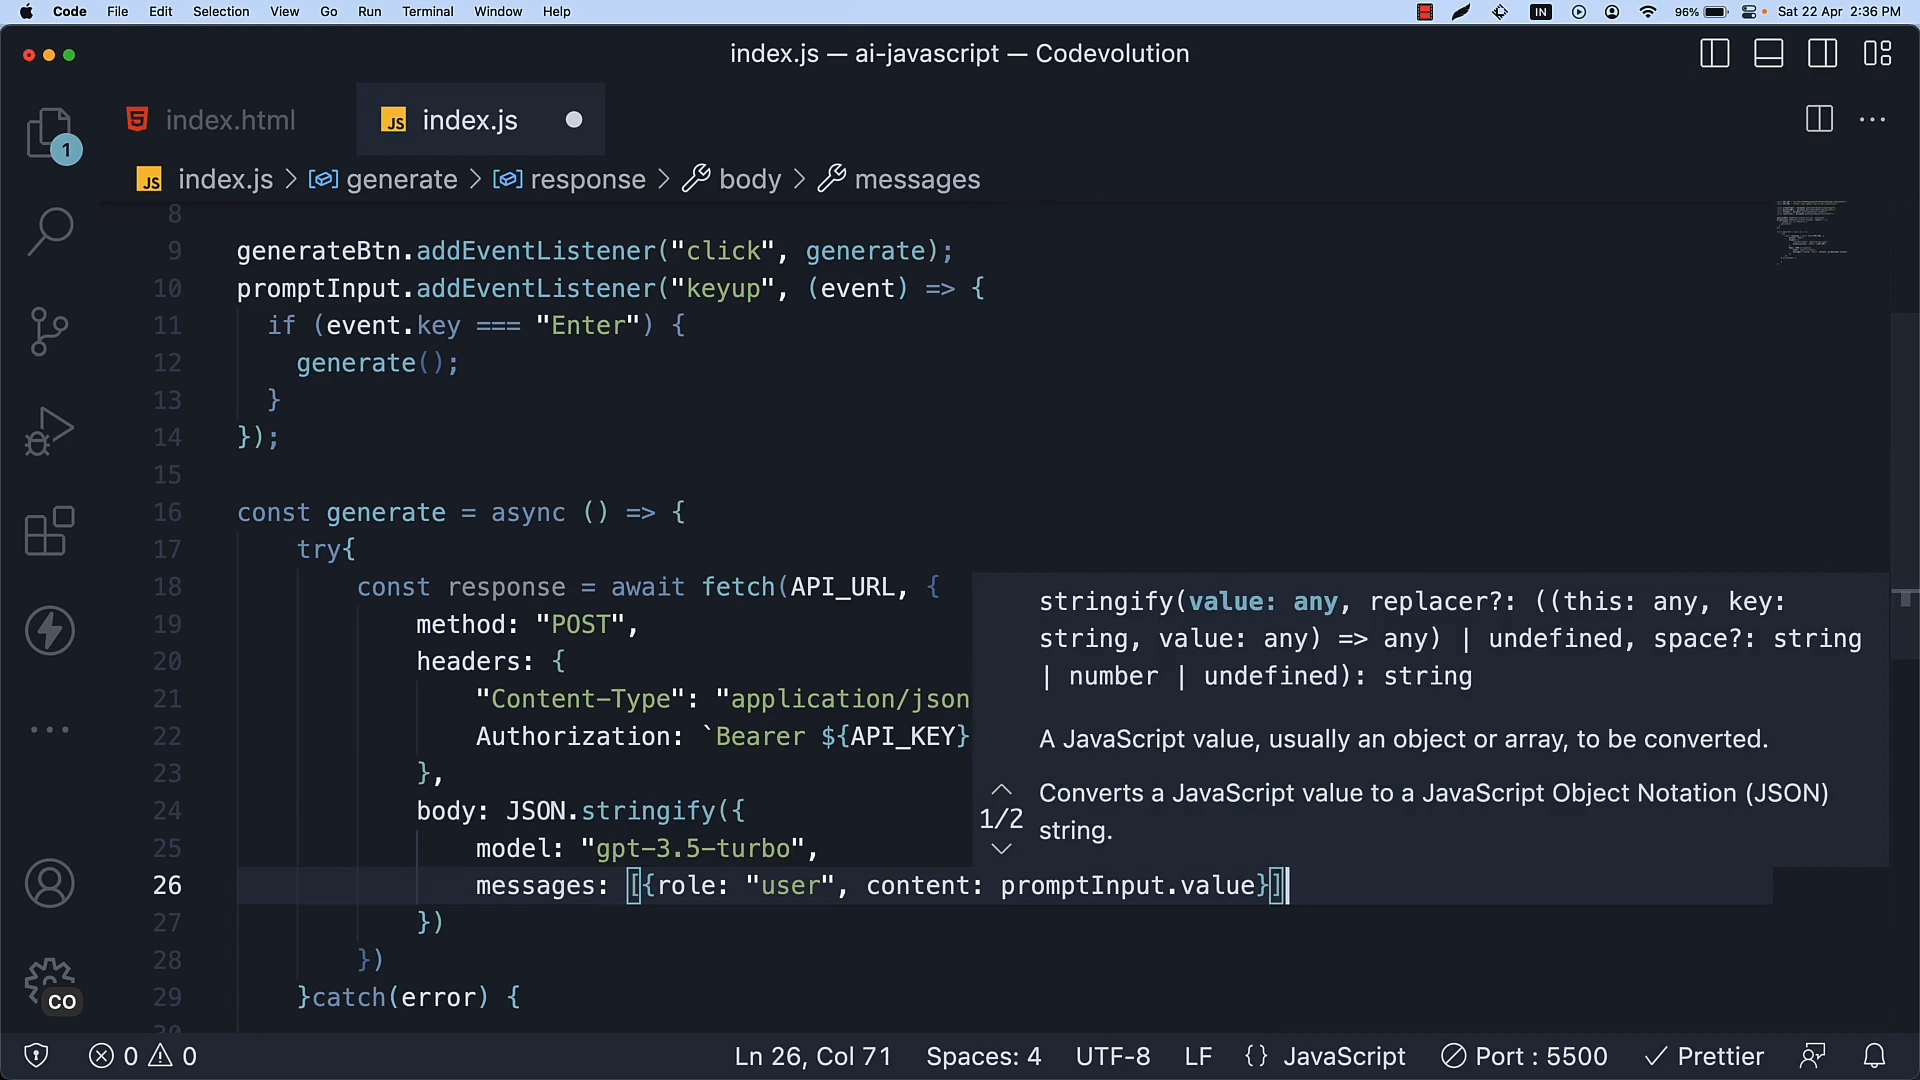 Code File Edit Selection View Go Run Terminal Window Help IN 96% Sat 22 Apr 2:36 PM
index.js — ai-javascript — Codevolution
index.html JS index.js
1
JS index.js > generate > response > body > messages
8
9 generateBtn.addEventListener("click", generate);
10 promptInput.addEventListener("keyup", (event) => {
11 if (event.key === "Enter") {
12 generate();
13 }
14 });
15
16 const generate = async () => {
17 try{
18 const response = await fetch(API_URL, {
19 method: "POST",
20 headers: {
21 "Content-Type": "application/json
22 Authorization: `Bearer ${API_KEY}
23 },
24 body: JSON.stringify({
25 model: "gpt-3.5-turbo",
26 messages: [{role: "user", content: promptInput.value}]
27 })
28 })
29 }catch(error) {
stringify(value: any, replacer?: ((this: any, key:
string, value: any) => any) | undefined, space?: string
| number | undefined): string
A JavaScript value, usually an object or array, to be converted.
1/2
Converts a JavaScript value to a JavaScript Object Notation (JSON)
string.
CO
0 0 Ln 26, Col 71 Spaces: 4 UTF-8 LF {} JavaScript Port : 5500 Prettier